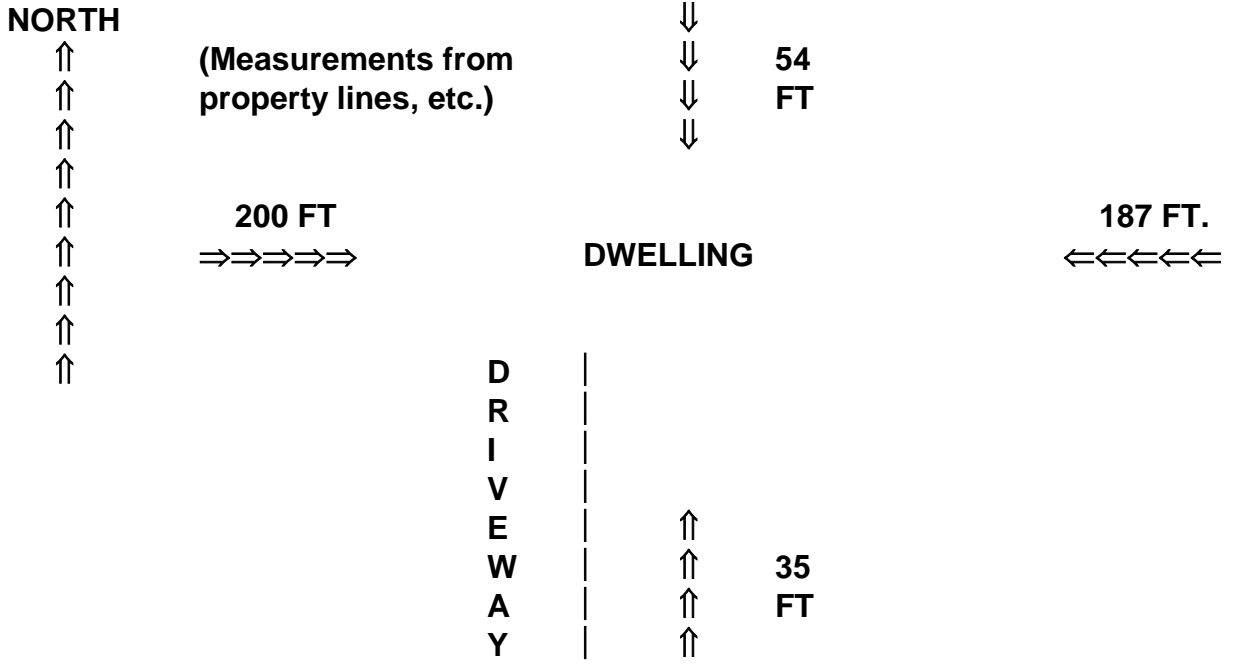 NORTH ⇓
⇑ (Measurements from ⇓ 54
⇑ property lines, etc.) ⇓ FT
⇑ ⇓
⇑
⇑ 200 FT 187 FT.
⇑ ⇒⇒⇒⇒⇒ DWELLING ⇐⇐⇐⇐⇐
⇑
⇑
⇑ D |
R |
I |
V |
E | ⇑
W | ⇑ 35
A | ⇑ FT
Y | ⇑